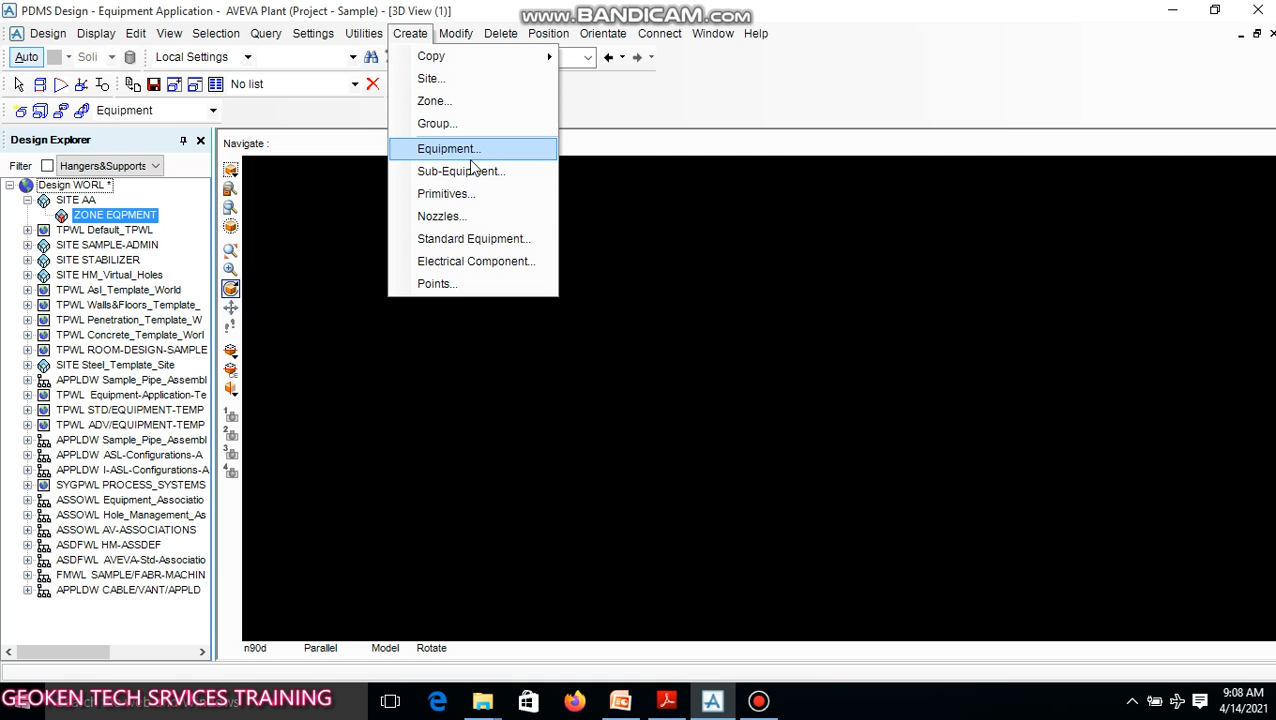 PDMS Design - Equipment Application - AVEVA Plant (Project - Sample) - [3D View (1)]
www.BANDICAM.com
Design Display Edit View Selection Query Settings Utilities Create Modify Delete Position Orientate Connect Window Help
Auto Soli Local Settings
No list
Equipment
Copy
Site...
Zone...
Group...
Equipment...
Sub-Equipment...
Primitives...
Nozzles...
Standard Equipment...
Electrical Component...
Points...
Design Explorer
Navigate :
Filter Hangers&Supports
Design WORL *
SITE AA
ZONE EQPMENT
TPWL Default_TPWL
SITE SAMPLE-ADMIN
SITE STABILIZER
SITE HM_Virtual_Holes
TPWL Asl_Template_World
TPWL Walls&Floors_Template_
TPWL Penetration_Template_W
TPWL Concrete_Template_Worl
TPWL ROOM-DESIGN-SAMPLE
SITE Steel_Template_Site
APPLDW Sample_Pipe_Assembl
TPWL Equipment-Application-Te
TPWL STD/EQUIPMENT-TEMP
TPWL ADV/EQUIPMENT-TEMP
APPLDW Sample_Pipe_Assembl
APPLDW ASL-Configurations-A
APPLDW I-ASL-Configurations-A
SYGPWL PROCESS_SYSTEMS
ASSOWL Equipment_Associatio
ASSOWL Hole_Management_As
ASSOWL AV-ASSOCIATIONS
ASDFWL HM-ASSDEF
ASDFWL AVEVA-Std-Associatio
FMWL SAMPLE/FABR-MACHIN
APPLDW CABLE/VANT/APPLD
1
2
3
4
n90d Parallel Model Rotate
GEOKEN TECH SRVICES TRAINING
9:08 AM
4/14/2021